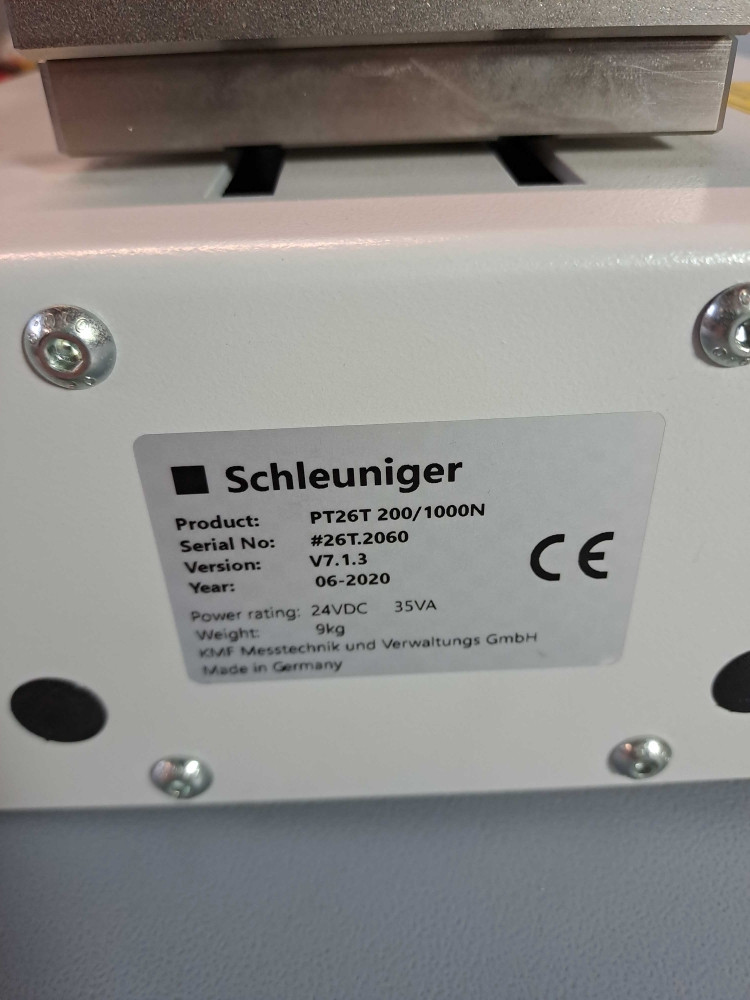 Schleuniger
Product: PT26T 200/1000N
Serial No: #26T.2060
Version: V7.1.3
Year: 06-2020
Power rating: 24VDC 35VA
Weight: 9kg
KMF Messtechnik und Verwaltungs GmbH
Made in Germany
CE